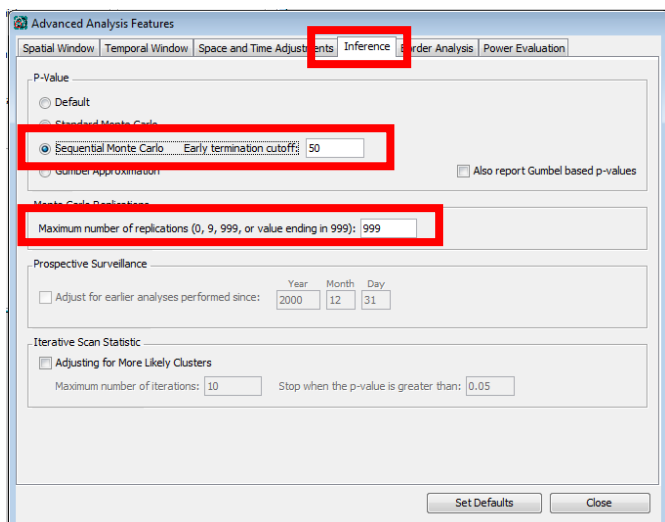 Advanced Analysis Features
Spatial Window Temporal Window Space and Time Adjustments Inference Border Analysis Power Evaluation
P-Value
Default
Standard Monte Carlo
Sequential Monte Carlo Early termination cutoff: 50
Gumbel Approximation Also report Gumbel based p-values
Monte Carlo Replications
Maximum number of replications (0, 9, 999, or value ending in 999): 999
Prospective Surveillance
Year Month Day
Adjust for earlier analyses performed since: 2000 12 31
Iterative Scan Statistic
Adjusting for More Likely Clusters
Maximum number of iterations: 10 Stop when the p-value is greater than: 0.05
Set Defaults Close